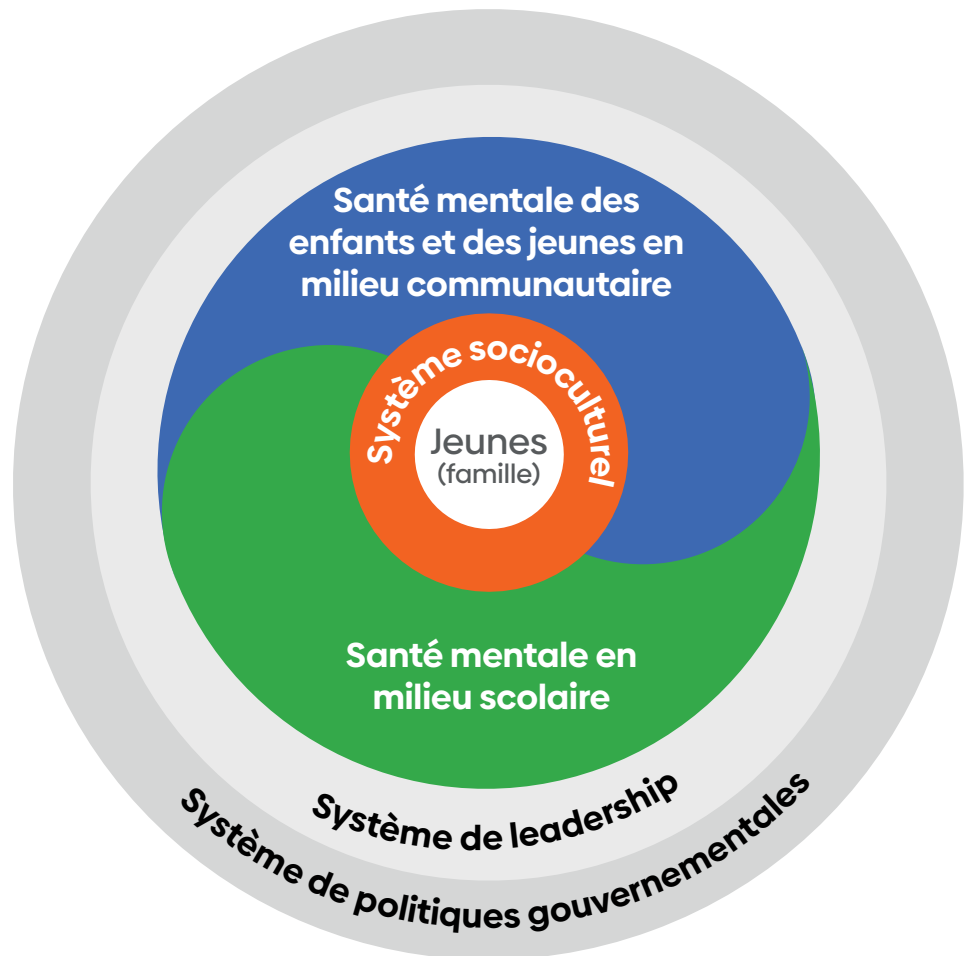 Santé mentale des
enfants et des jeunes en
milieu communautaire
Système socioculturel
Jeunes
(famille)
Santé mentale en
milieu scolaire
Système de leadership
Système de politiques gouvernementales